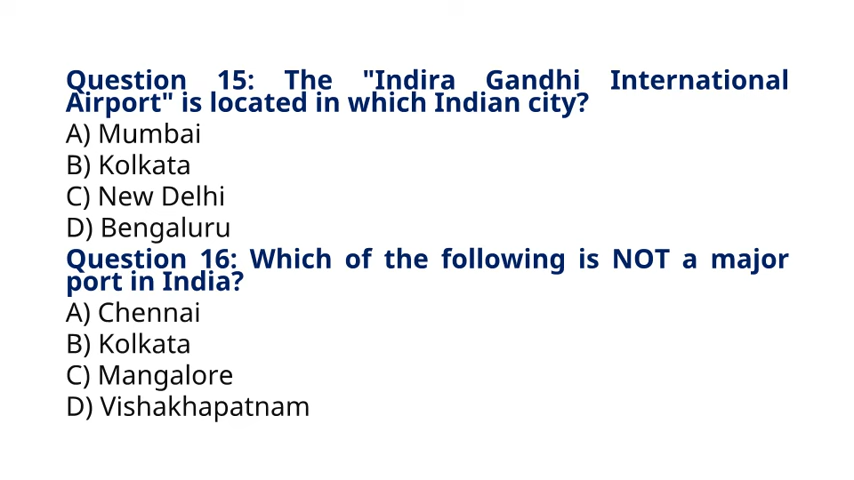 Question 15: The "Indira Gandhi International
Airport" is located in which Indian city?
A) Mumbai
B) Kolkata
C) New Delhi
D) Bengaluru
Question 16: Which of the following is NOT a major
port in India?
A) Chennai
B) Kolkata
C) Mangalore
D) Vishakhapatnam